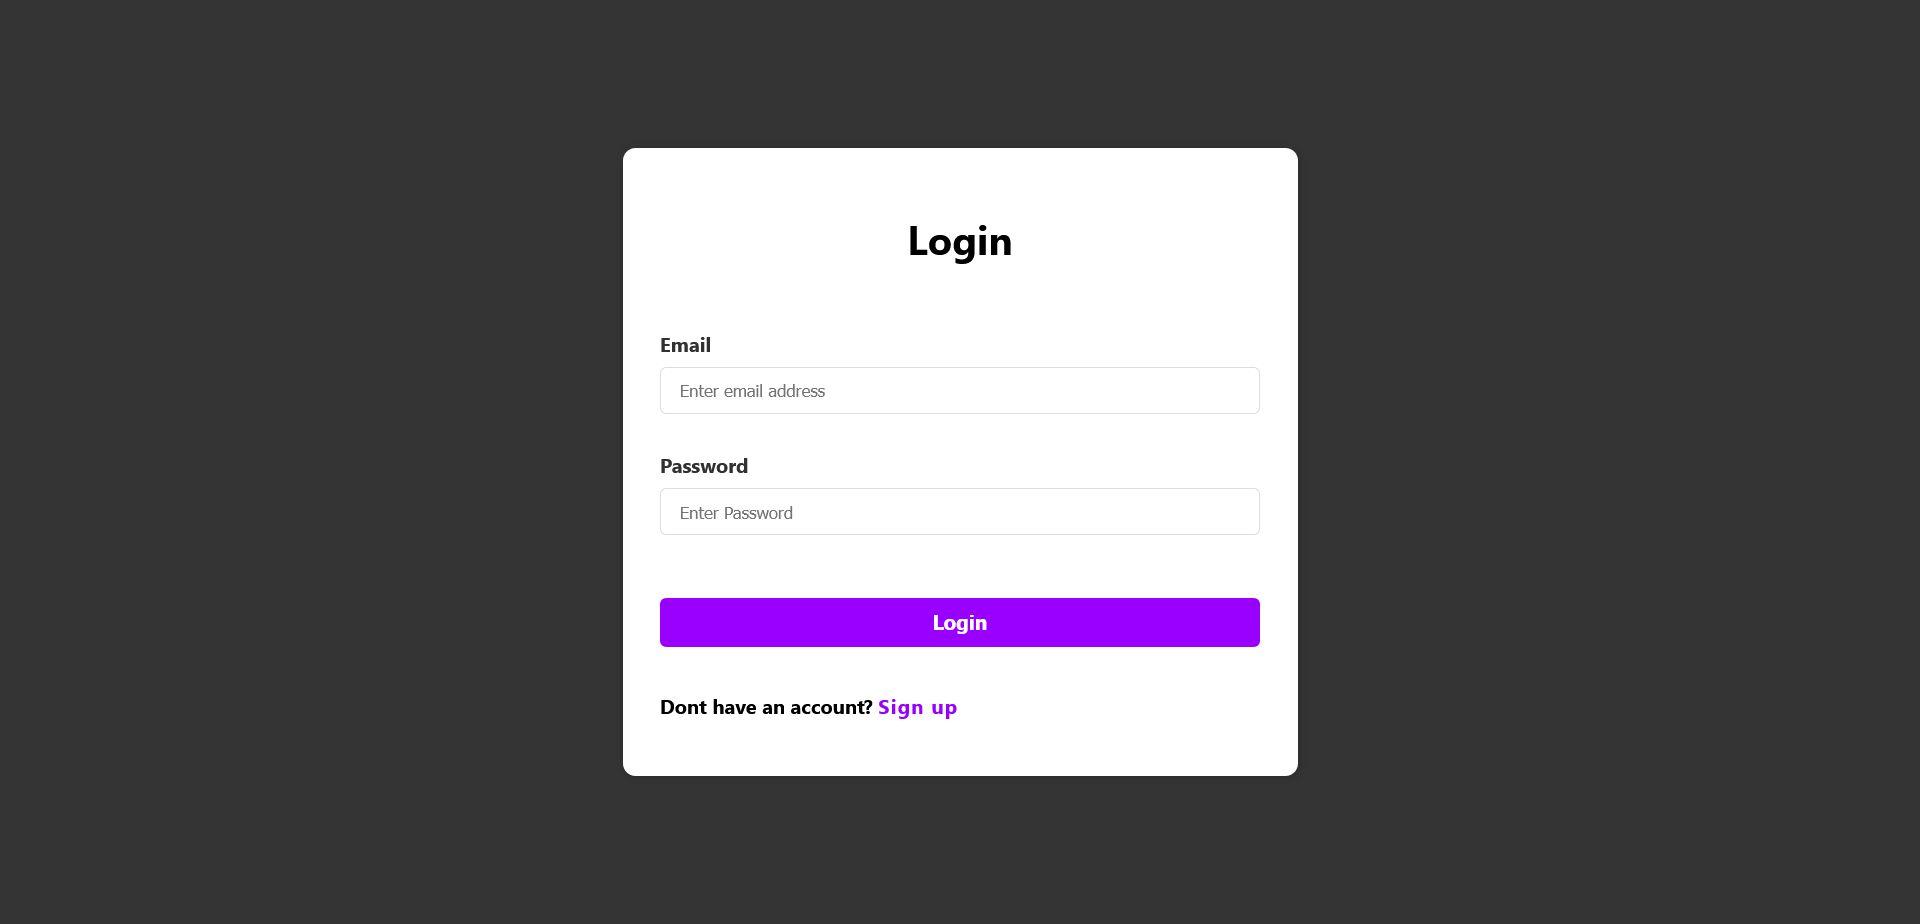 Login
Email
Enter email address
Password
Enter Password
Login
Dont have an account? Sign up